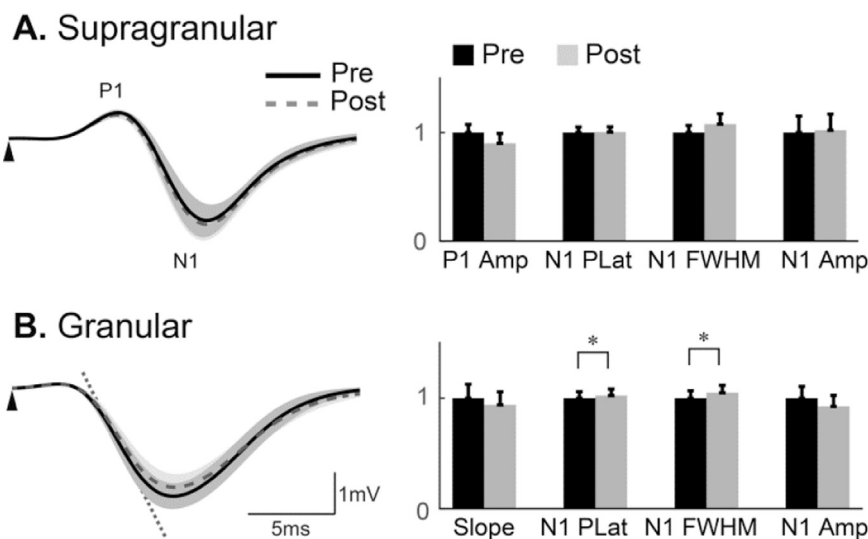 A. Supragranular
P1
Pre
Post
N1
Pre Post
1
0
P1 Amp N1 PLat N1 FWHM N1 Amp
B. Granular
1mV
5ms
* *
1
0
Slope N1 PLat N1 FWHM N1 Amp